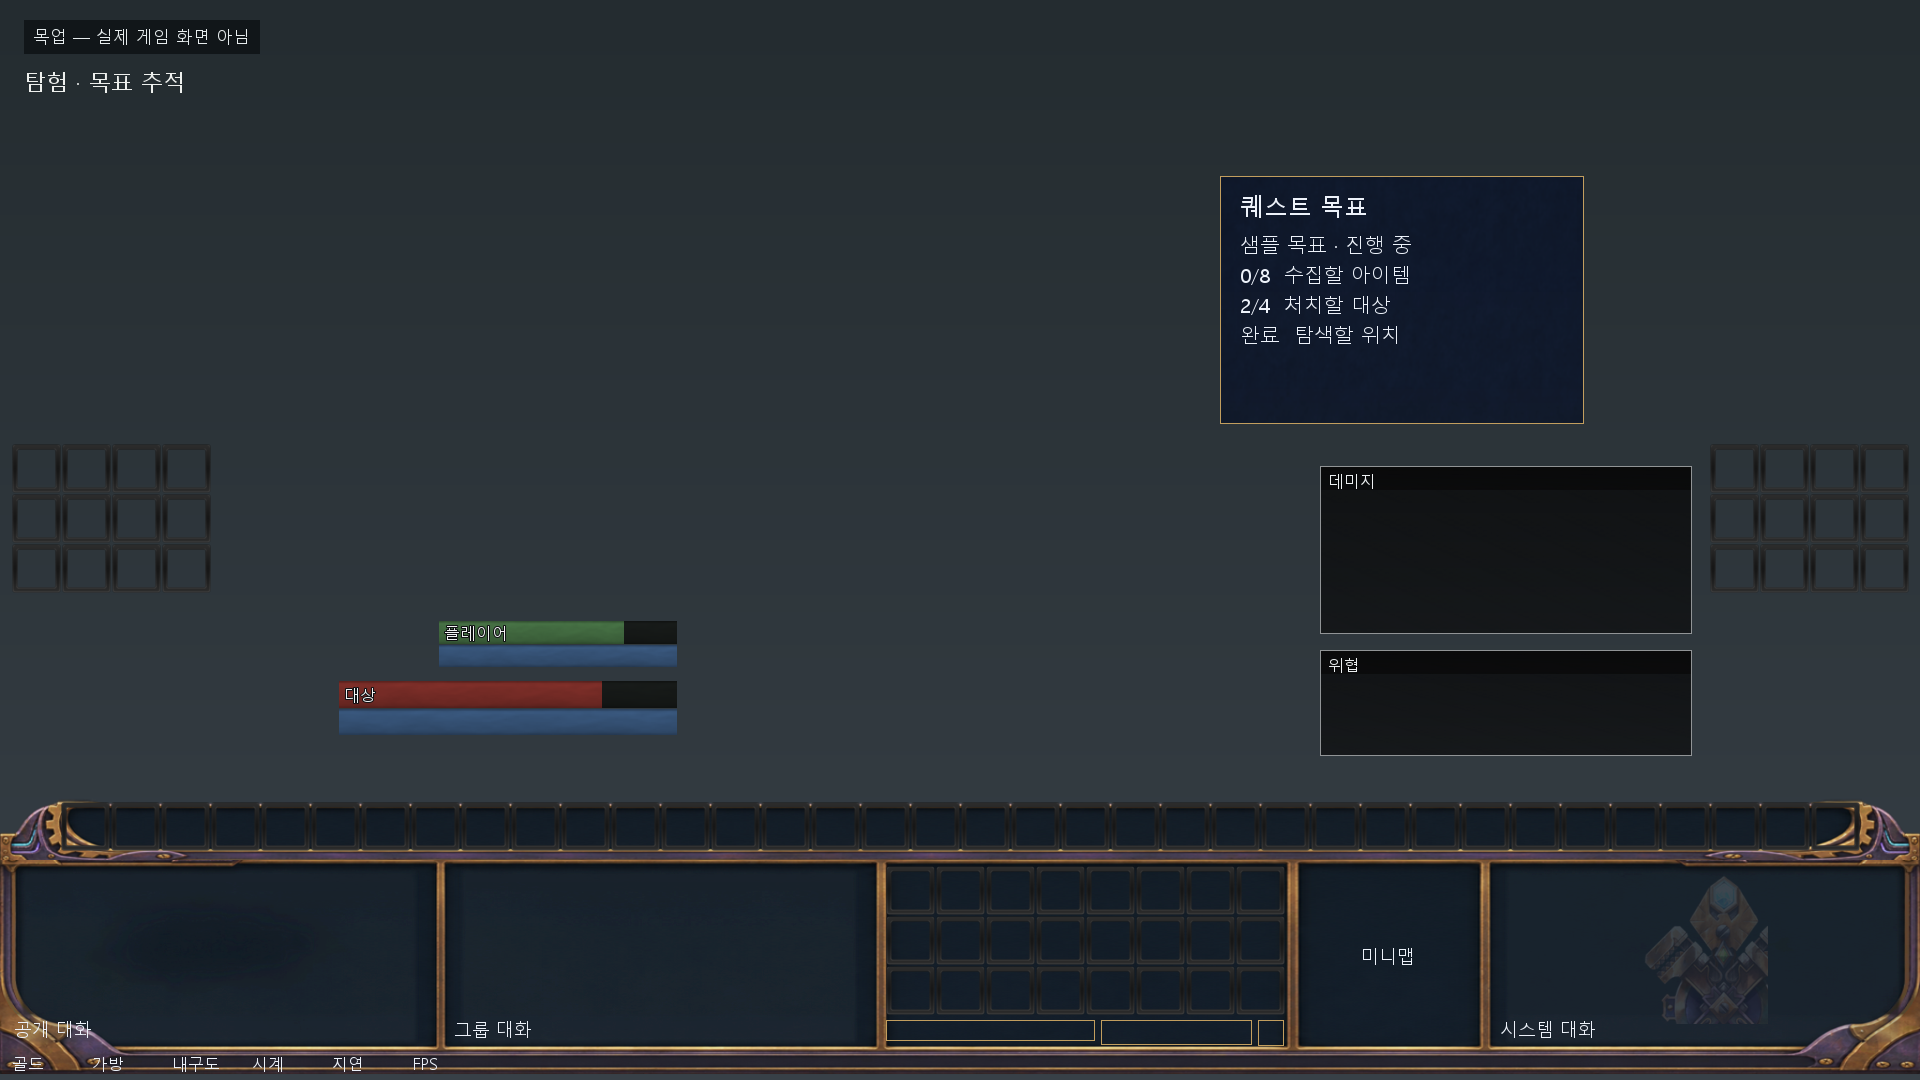 목업 — 실제 게임 화면 아님
탐험 · 목표 추적
퀘스트 목표
샘플 목표 · 진행 중
0/8 수집할 아이템
2/4 처치할 대상
완료 탐색할 위치
데미지
플레이어
위협
대상
미니맵
공개 대화
그룹 대화
시스템 대화
골드 가방 내구도 시계 지연 FPS